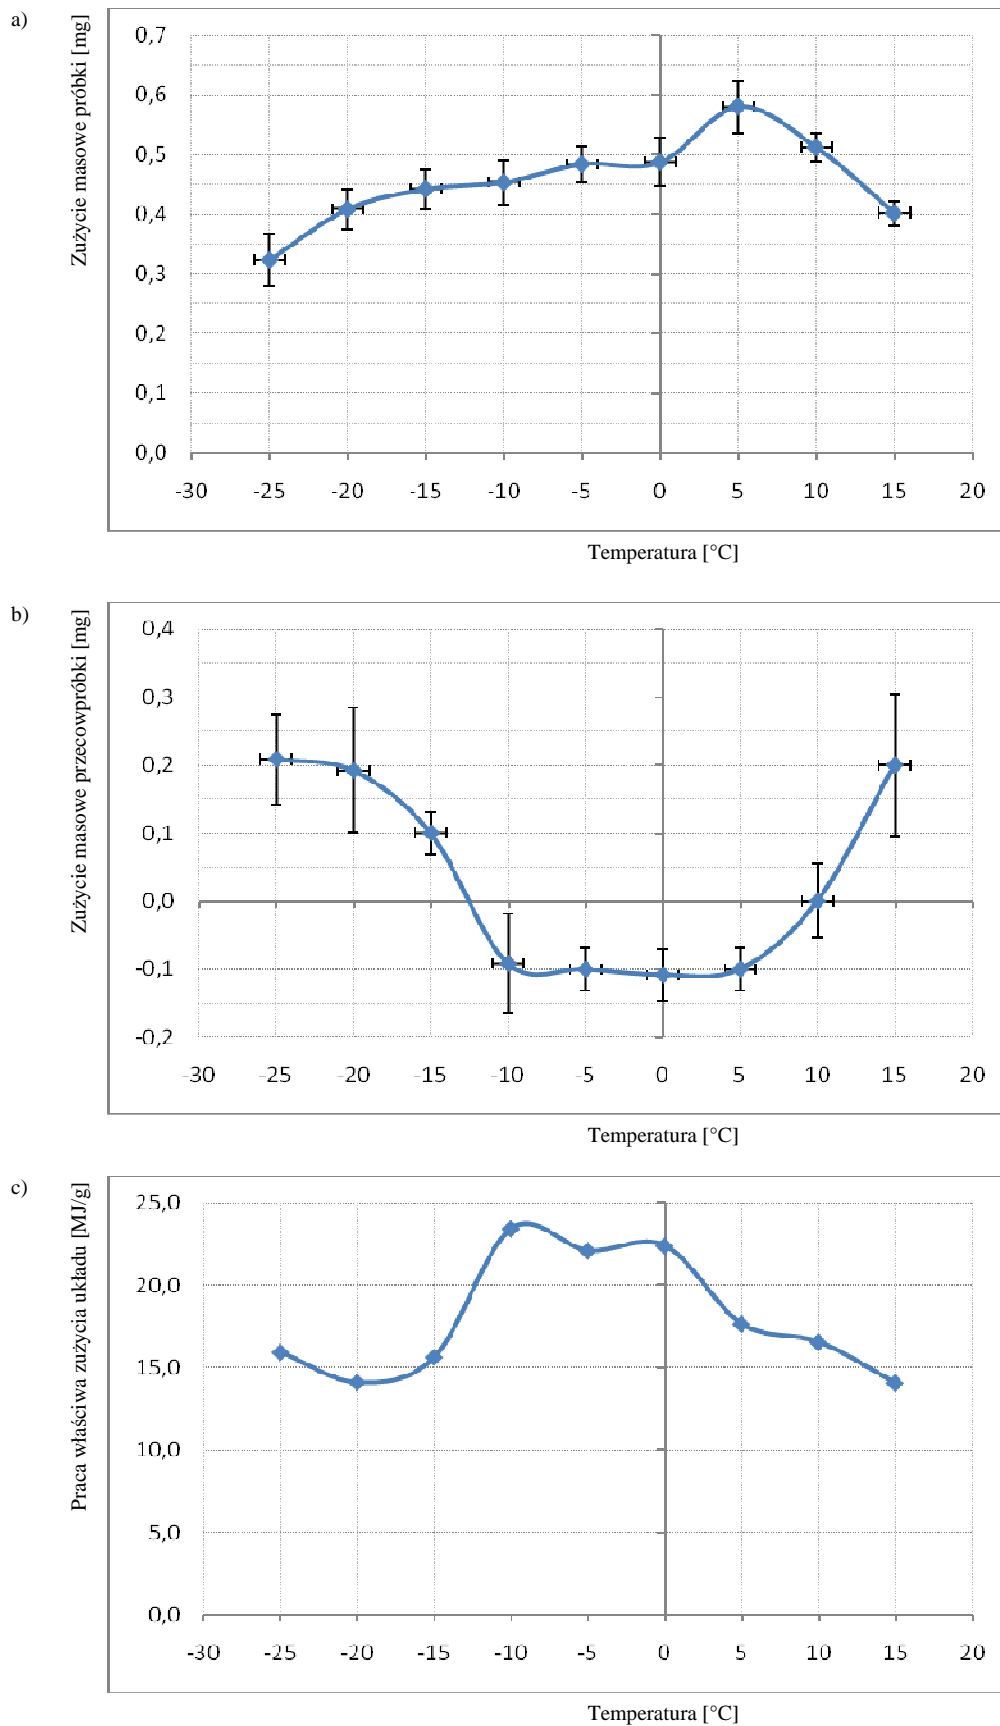 a)
Zużycie masowe próbki [mg]
0,7
0,6
0,5
0,4
0,3
0,2
0,1
0,0
-30 -25 -20 -15 -10 -5 0 5 10 15 20
Temperatura [°C]
b)
Zużycie masowe przecowpróbki [mg]
0,4
0,3
0,2
0,1
0,0
-0,1
-0,2
-30 -25 -20 -15 -10 -5 0 5 10 15 20
Temperatura [°C]
c)
Praca właściwa zużycia układu [MJ/g]
25,0
20,0
15,0
10,0
5,0
0,0
-30 -25 -20 -15 -10 -5 0 5 10 15 20
Temperatura [°C]